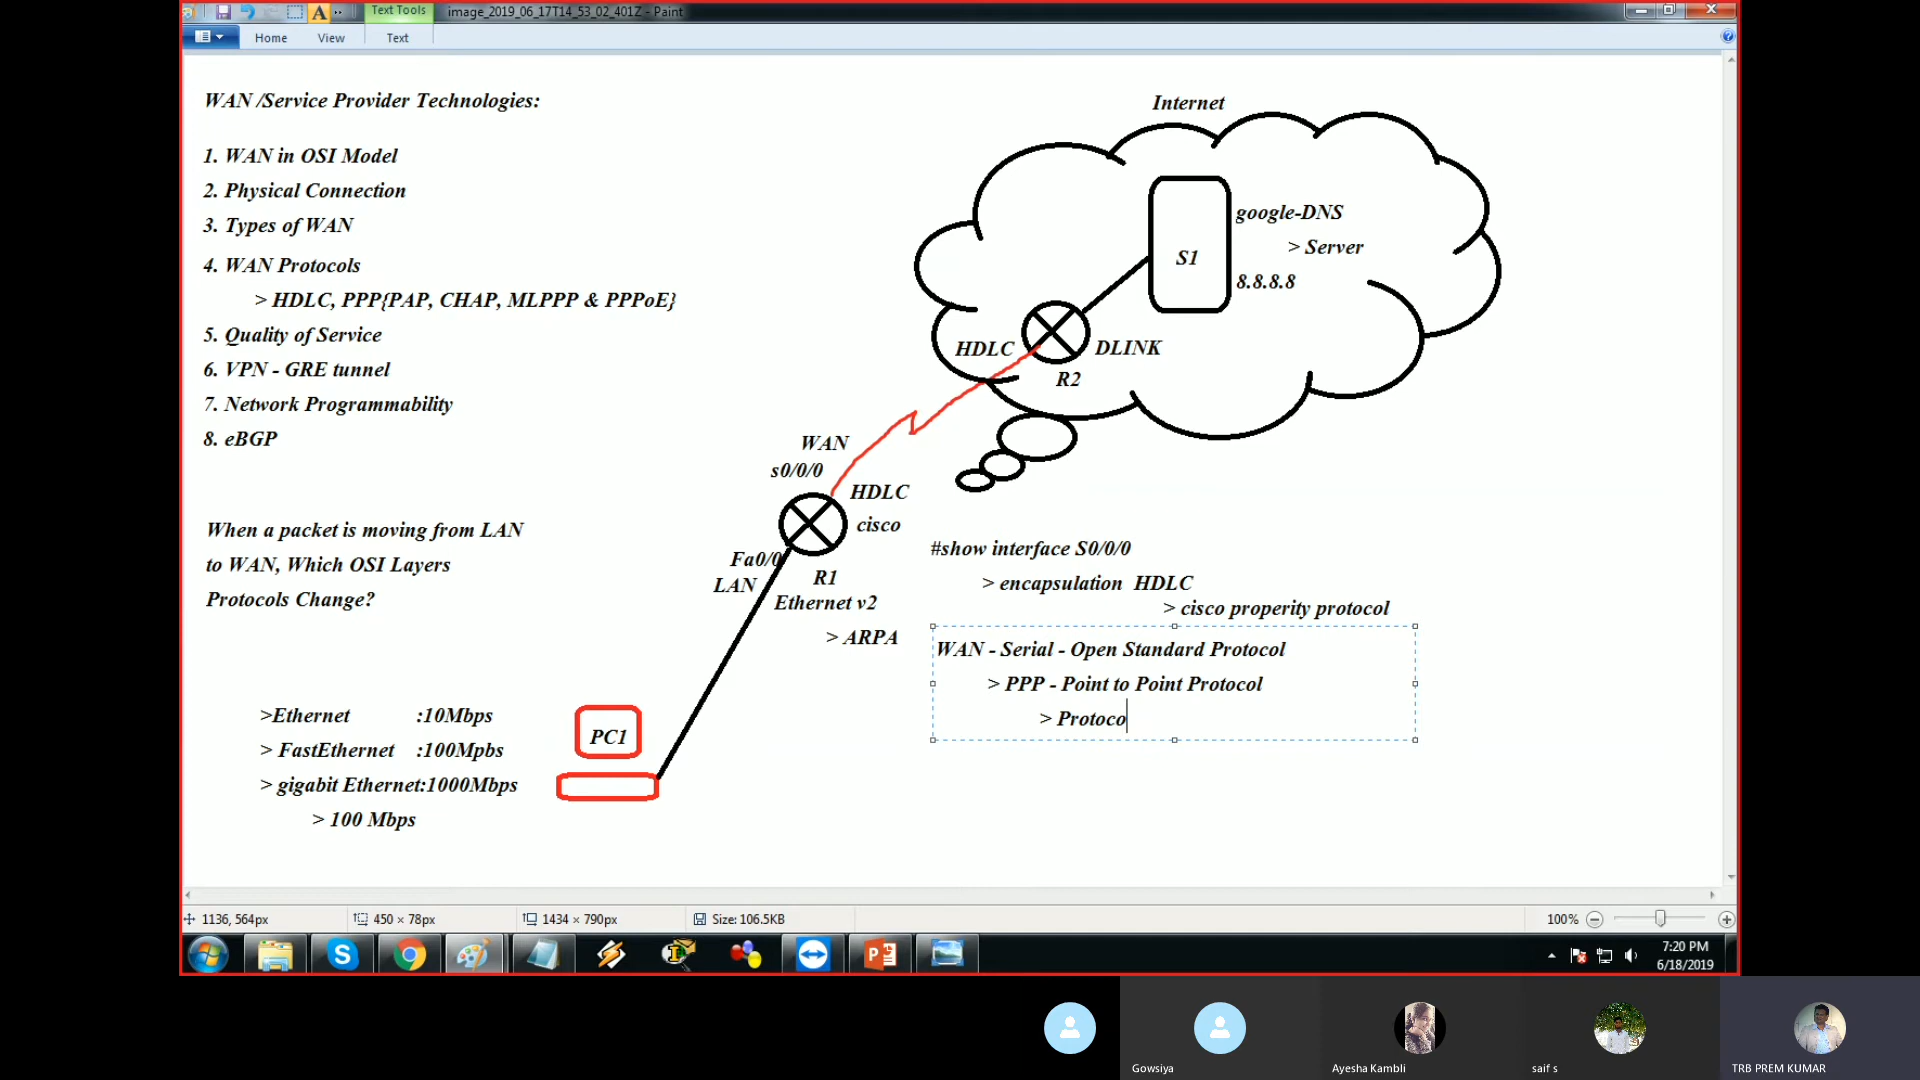 Text Tools
image_2019_06_17T14_53_02_401Z - Paint
Home
View
Text
WAN /Service Provider Technologies:
1. WAN in OSI Model
2. Physical Connection
3. Types of WAN
4. WAN Protocols
> HDLC, PPP{PAP, CHAP, MLPPP & PPPoE}
5. Quality of Service
6. VPN - GRE tunnel
7. Network Programmability
8. eBGP
When a packet is moving from LAN
to WAN, Which OSI Layers
Protocols Change?
>Ethernet :10Mbps
> FastEthernet :100Mpbs
> gigabit Ethernet:1000Mbps
> 100 Mbps
PC1
Internet
google-DNS
> Server
S1
8.8.8.8
HDLC
DLINK
R2
WAN
s0/0/0
HDLC
cisco
Fa0/0
LAN
R1
Ethernet v2
> ARPA
#show interface S0/0/0
> encapsulation HDLC
> cisco properity protocol
WAN - Serial - Open Standard Protocol
> PPP - Point to Point Protocol
> Protoco
1136, 564px
450 × 78px
1434 × 790px
Size: 106.5KB
100%
7:20 PM
6/18/2019
Gowsiya
Ayesha Kambli
saif s
TRB PREM KUMAR